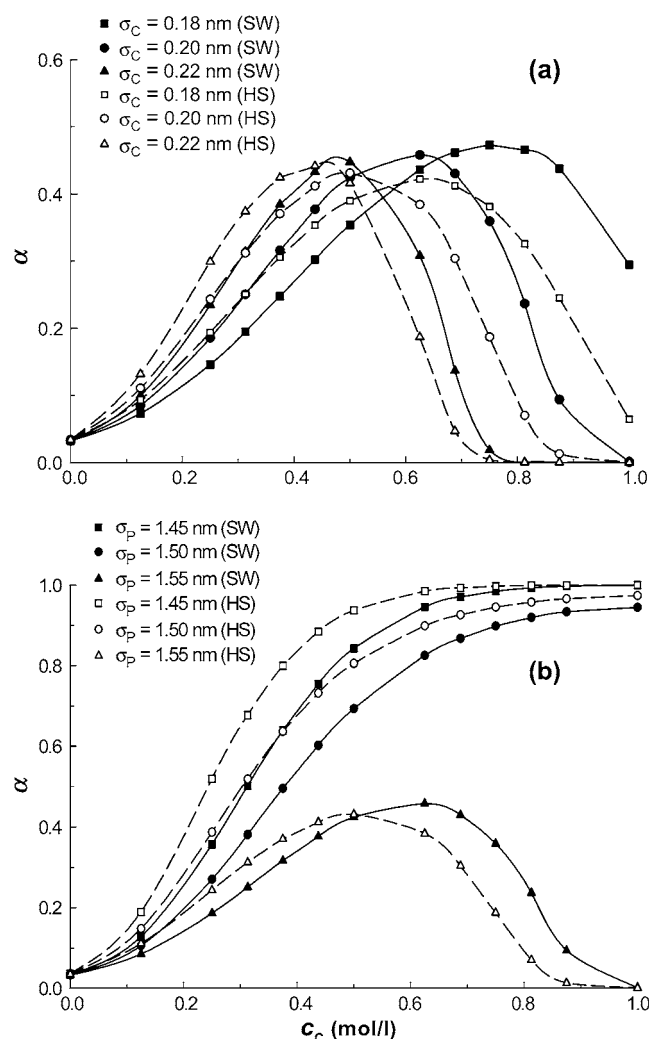 σC = 0.18 nm (SW)
σC = 0.20 nm (SW)
σC = 0.22 nm (SW)
σC = 0.18 nm (HS)
σC = 0.20 nm (HS)
σC = 0.22 nm (HS)
(a)
0.6
0.4
0.2
0.0
α
0.0 0.2 0.4 0.6 0.8 1.0
σP = 1.45 nm (SW)
σP = 1.50 nm (SW)
σP = 1.55 nm (SW)
σP = 1.45 nm (HS)
σP = 1.50 nm (HS)
σP = 1.55 nm (HS)
(b)
1.0
0.8
0.6
0.4
0.2
0.0
α
0.0 0.2 0.4 0.6 0.8 1.0
cC (mol/l)